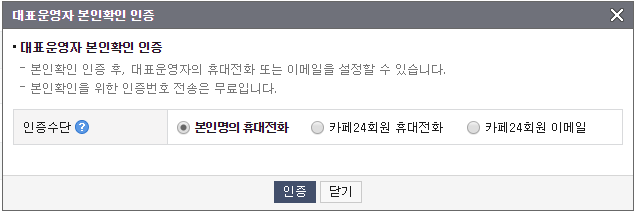 대표운영자 본인확인 인증
대표운영자 본인확인 인증
- 본인확인 인증 후, 대표운영자의 휴대전화 또는 이메일을 설정할 수 있습니다.
- 본인확인을 위한 인증번호 전송은 무료입니다.
인증수단 ? 본인명의 휴대전화 카페24회원 휴대전화 카페24회원 이메일
인증 닫기